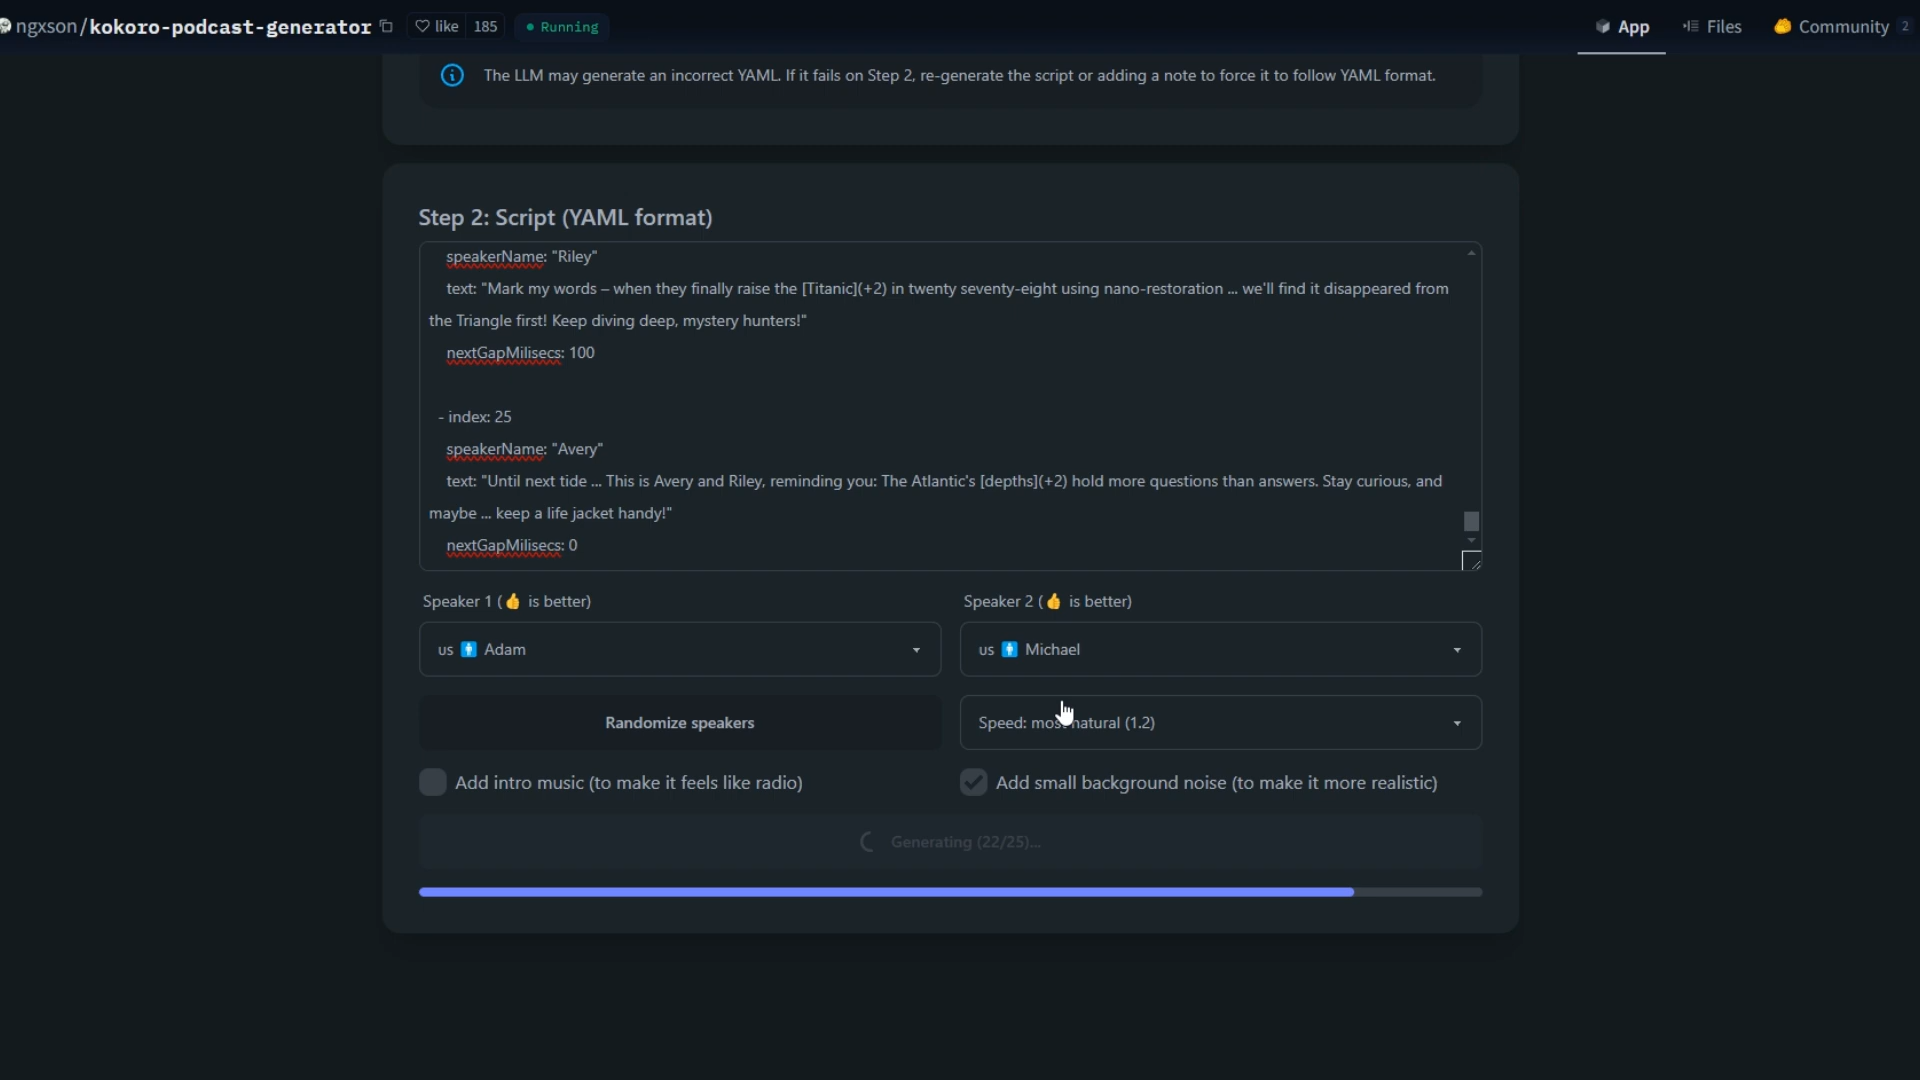 ngxson/kokoro-podcast-generator like 185 Running App Files Community 2
The LLM may generate an incorrect YAML. If it fails on Step 2, re-generate the script or adding a note to force it to follow YAML format.
Step 2: Script (YAML format)
speakerName: "Riley"
text: "Mark my words – when they finally raise the [Titanic](+2) in twenty seventy-eight using nano-restoration ... we'll find it disappeared from
the Triangle first! Keep diving deep, mystery hunters!"
nextGapMilisecs: 100
- index: 25
speakerName: "Avery"
text: "Until next tide ... This is Avery and Riley, reminding you: The Atlantic's [depths](+2) hold more questions than answers. Stay curious, and
maybe ... keep a life jacket handy!"
nextGapMilisecs: 0
Speaker 1 (👍 is better) Speaker 2 (👍 is better)
us 🚹 Adam us 🚹 Michael
Randomize speakers Speed: most natural (1.2)
Add intro music (to make it feels like radio) Add small background noise (to make it more realistic)
Generating (22/25)...